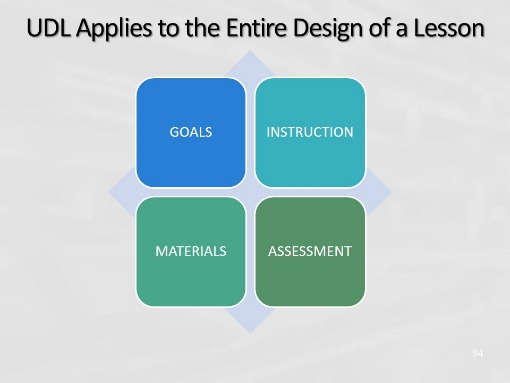 UDL Applies to the Entire Design of a Lesson
GOALS
INSTRUCTION
MATERIALS
ASSESSMENT
94